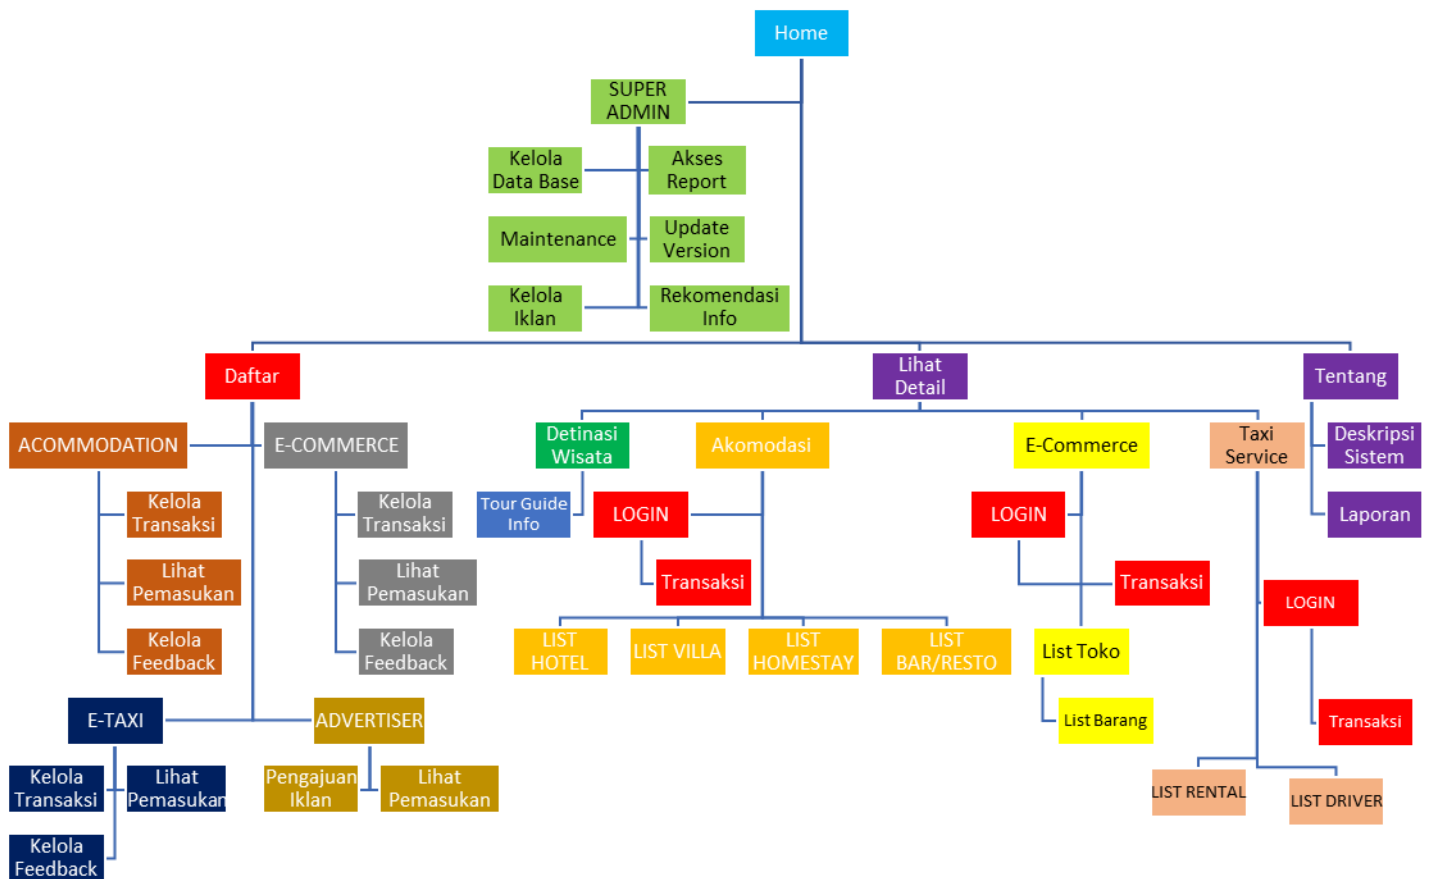 Home
SUPER
ADMIN
Kelola
Data Base
Akses
Report
Maintenance
Update
Version
Kelola
Iklan
Rekomendasi
Info
Daftar
Lihat
Detail
Tentang
ACOMMODATION
E-COMMERCE
Detinasi
Wisata
Akomodasi
E-Commerce
Taxi
Service
Deskripsi
Sistem
Kelola
Transaksi
Kelola
Transaksi
Tour Guide
Info
LOGIN
LOGIN
Laporan
Lihat
Pemasukan
Lihat
Pemasukan
Transaksi
Transaksi
LOGIN
Kelola
Feedback
Kelola
Feedback
LIST
HOTEL
LIST VILLA
LIST
HOMESTAY
LIST
BAR/RESTO
List Toko
E-TAXI
ADVERTISER
List Barang
Transaksi
Kelola
Transaksi
Lihat
Pemasukan
Pengajuan
Iklan
Lihat
Pemasukan
LIST RENTAL
LIST DRIVER
Kelola
Feedback